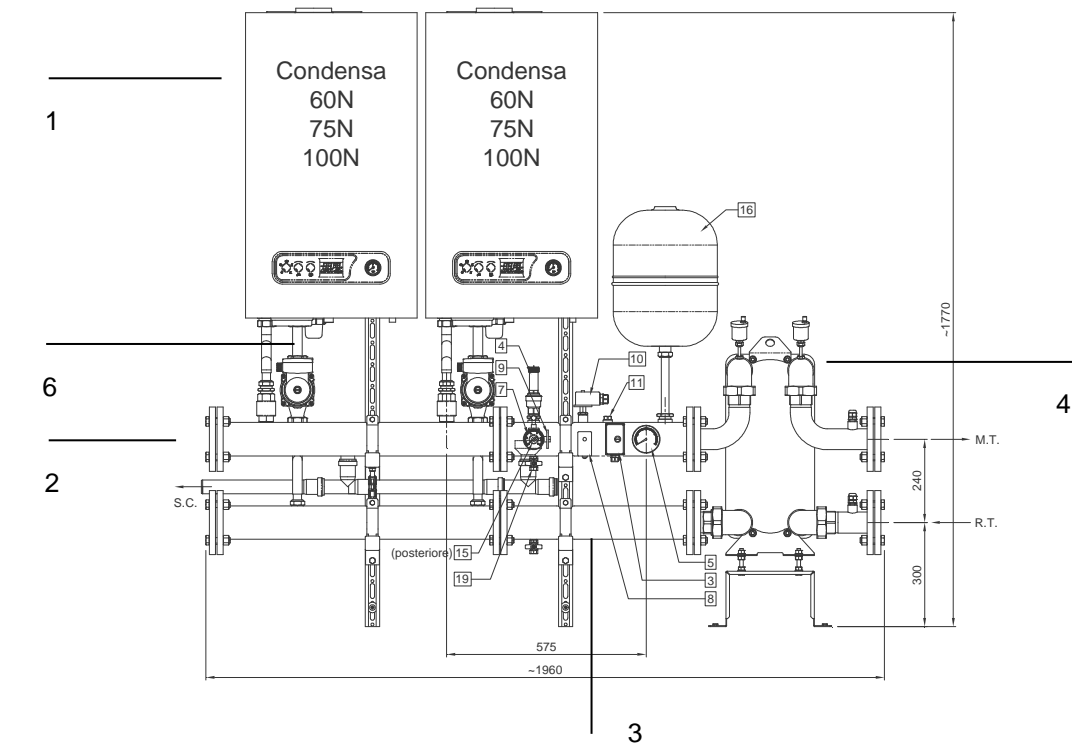 Condensa
60N
75N
100N
Condensa
60N
75N
100N
1
16
~1770
4
9
7
10
11
6
4
M.T.
2
240
S.C.
R.T.
(posteriore) 15
19
5
3
8
300
575
~1960
3